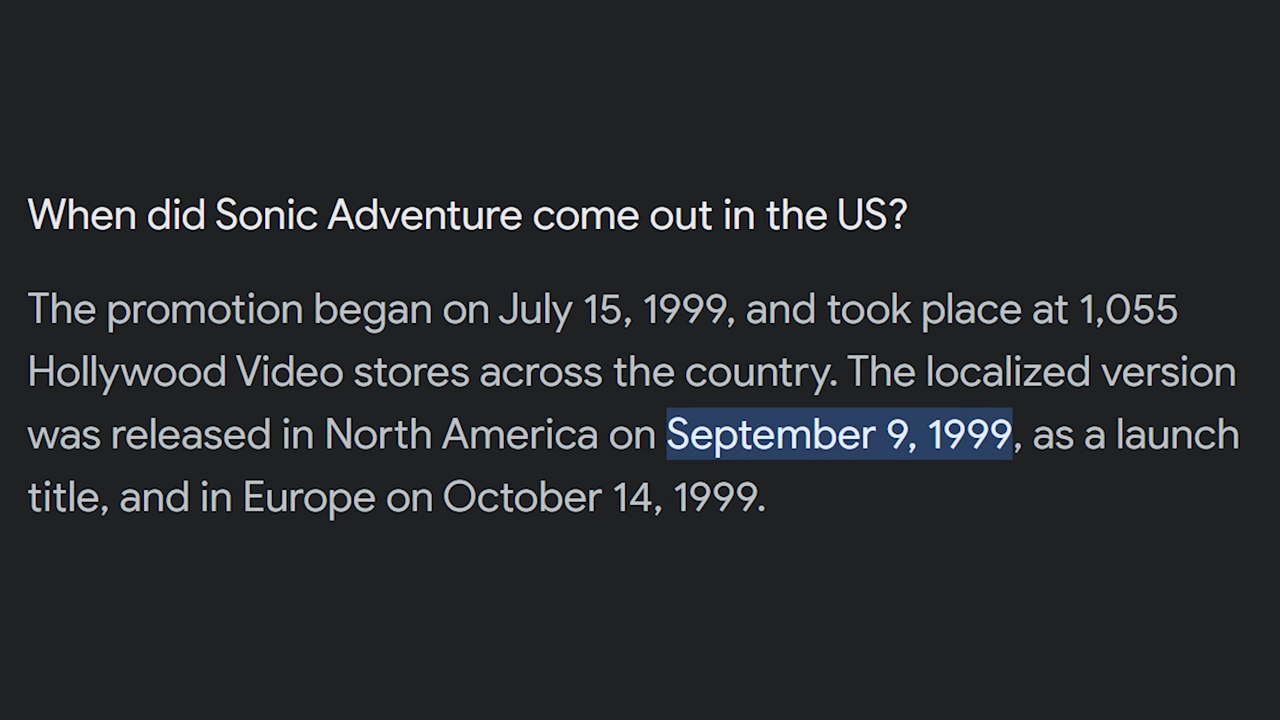 When did Sonic Adventure come out in the US?
The promotion began on July 15, 1999, and took place at 1,055
Hollywood Video stores across the country. The localized version
was released in North America on September 9, 1999, as a launch
title, and in Europe on October 14, 1999.